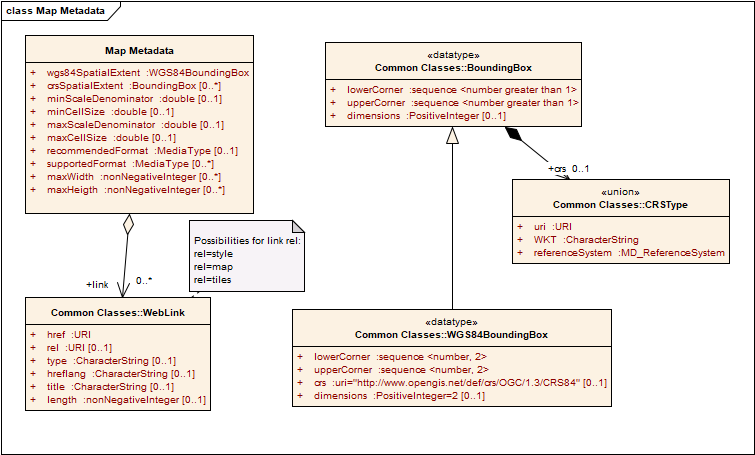 class Map Metadata
Map Metadata
+ wgs84SpatialExtent :WGS84BoundingBox
+ crsSpatialExtent :BoundingBox [0..*]
+ minScaleDenominator :double [0..1]
+ minCellSize :double [0..1]
+ maxScaleDenominator :double [0..1]
+ maxCellSize :double [0..1]
+ recommendedFormat :MediaType [0..1]
+ supportedFormat :MediaType [0..*]
+ maxWidth :nonNegativeInteger [0..*]
+ maxHeigth :nonNegativeInteger [0..*]
«datatype»
Common Classes::BoundingBox
+ lowerCorner :sequence <number greater than 1>
+ upperCorner :sequence <number greater than 1>
+ dimensions :PositiveInteger [0..1]
+crs 0..1
«union»
Common Classes::CRSType
+ uri :URI
+ WKT :CharacterString
+ referenceSystem :MD_ReferenceSystem
Possibilities for link rel:
rel=style
rel=map
rel=tiles
+link 0..*
Common Classes::WebLink
+ href :URI
+ rel :URI [0..1]
+ type :CharacterString [0..1]
+ hreflang :CharacterString [0..1]
+ title :CharacterString [0..1]
+ length :nonNegativeInteger [0..1]
«datatype»
Common Classes::WGS84BoundingBox
+ lowerCorner :sequence <number, 2>
+ upperCorner :sequence <number, 2>
+ crs :uri="http://www.opengis.net/def/crs/OGC/1.3/CRS84" [0..1]
+ dimensions :PositiveInteger=2 [0..1]